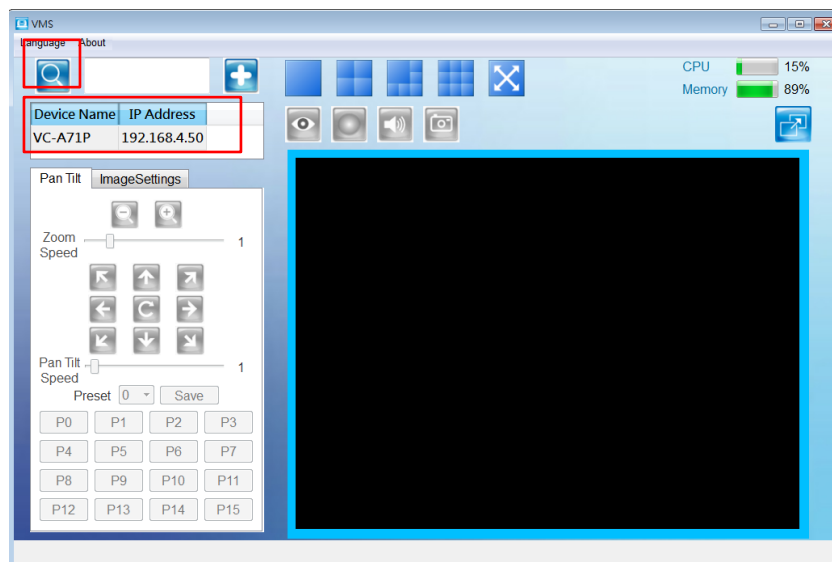 VMS
Language About
CPU 15%
Memory 89%
Device Name IP Address
VC-A71P 192.168.4.50
Pan Tilt ImageSettings
Zoom Speed 1
Pan Tilt Speed 1
Preset 0 Save
P0 P1 P2 P3
P4 P5 P6 P7
P8 P9 P10 P11
P12 P13 P14 P15